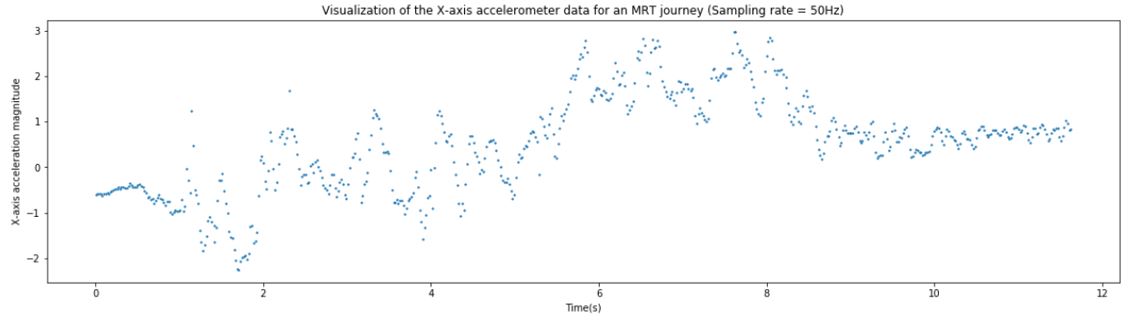 Visualization of the X-axis accelerometer data for an MRT journey (Sampling rate = 50Hz)
X-axis acceleration magnitude
3
2
1
0
−1
−2
0 2 4 6 8 10 12
Time(s)